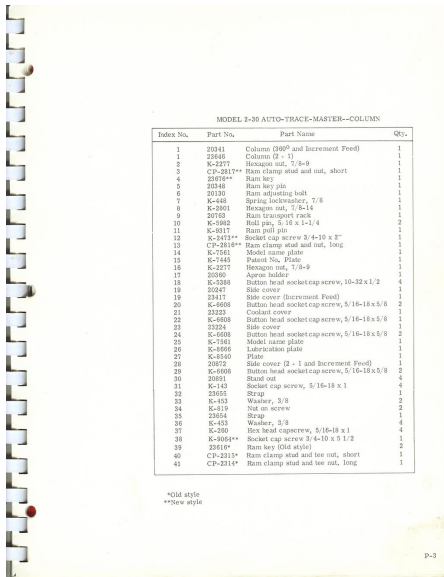 MODEL 2-30 AUTO-TRACE-MASTER--COLUMN
Index No. Part No. Part Name Qty.
1 20341 Column (360° and Increment Feed) 1
1 23646 Column (2 - 1) 1
2 K-2277 Hexagon nut, 7/8-9 1
3 CP-2817** Ram clamp stud and nut, short 1
4 23676** Ram key 1
5 20348 Ram key pin 1
6 20130 Ram adjusting bolt 1
7 K-448 Spring lockwasher, 7/8 1
8 K-2801 Hexagon nut, 7/8-14 1
9 20763 Ram transport rack 1
10 K-5982 Roll pin, 5/16 x 1-1/4 2
11 K-9317 Ram pull pin 1
12 K-2471** Socket cap screw 3/4-10 x 2" 1
13 CP-2816** Ram clamp stud and nut, long 1
14 K-7561 Model name plate 1
15 K-7445 Patent No. Plate 1
16 K-2277 Hexagon nut, 7/8-9 1
17 20360 Apron holder 1
18 K-5388 Button head socket cap screw, 10-32 x 1/2 4
19 20247 Side cover 1
19 23417 Side cover (Increment Feed) 1
20 K-6608 Button head socket cap screw, 5/16-18 x 5/8 2
21 23223 Coolant cover 1
22 K-6608 Button head socket cap screw, 5/16-18 x 5/8 1
23 23224 Side cover 1
24 K-6608 Button head socket cap screw, 5/16-18 x 5/8 2
25 K-7561 Model name plate 1
26 K-8666 Lubrication plate 1
27 K-8540 Plate 1
28 20872 Side cover (2 - 1 and Increment Feed) 1
29 K-6608 Button head socket cap screw, 5/16-18 x 5/8 2
30 20691 Stand out 4
31 K-143 Socket cap screw, 5/16-18 x 1 4
32 23655 Strap 1
33 K-453 Washer, 3/8 2
34 K-819 Nut on screw 2
35 23654 Strap 1
36 K-453 Washer, 3/8 4
37 K-260 Hex head capscrew, 5/16-18 x 1 4
38 K-9064** Socket cap screw 3/4-10 x 5 1/2 1
39 23616* Ram key (Old style) 2
40 CP-2315* Ram clamp stud and tee nut, short 1
41 CP-2314* Ram clamp stud and tee nut, long 1
*Old style
**New style
P-3